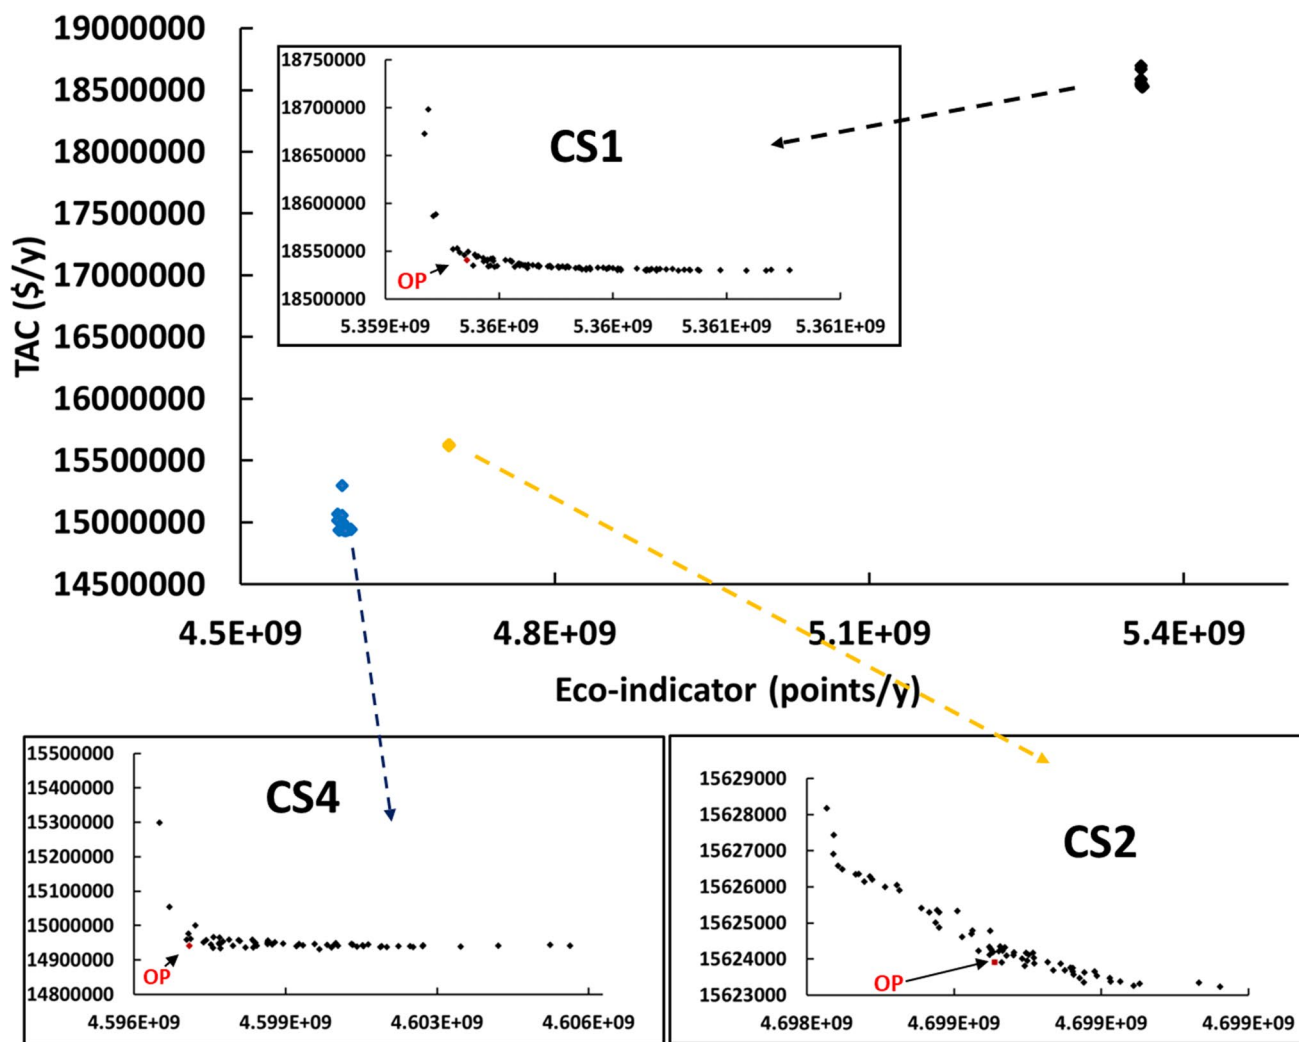 19000000
18500000
18000000
17500000
17000000
16500000
16000000
15500000
15000000
14500000
TAC ($/y)
4.5E+09 4.8E+09 5.1E+09 5.4E+09
Eco-indicator (points/y)
18750000
18700000
18650000
18600000
18550000
18500000
CS1
OP
5.359E+09 5.36E+09 5.36E+09 5.361E+09 5.361E+09
15500000
15400000
15300000
15200000
15100000
15000000
14900000
14800000
CS4
OP
4.596E+09 4.599E+09 4.603E+09 4.606E+09
15629000
15628000
15627000
15626000
15625000
15624000
15623000
CS2
OP
4.698E+09 4.699E+09 4.699E+09 4.699E+09